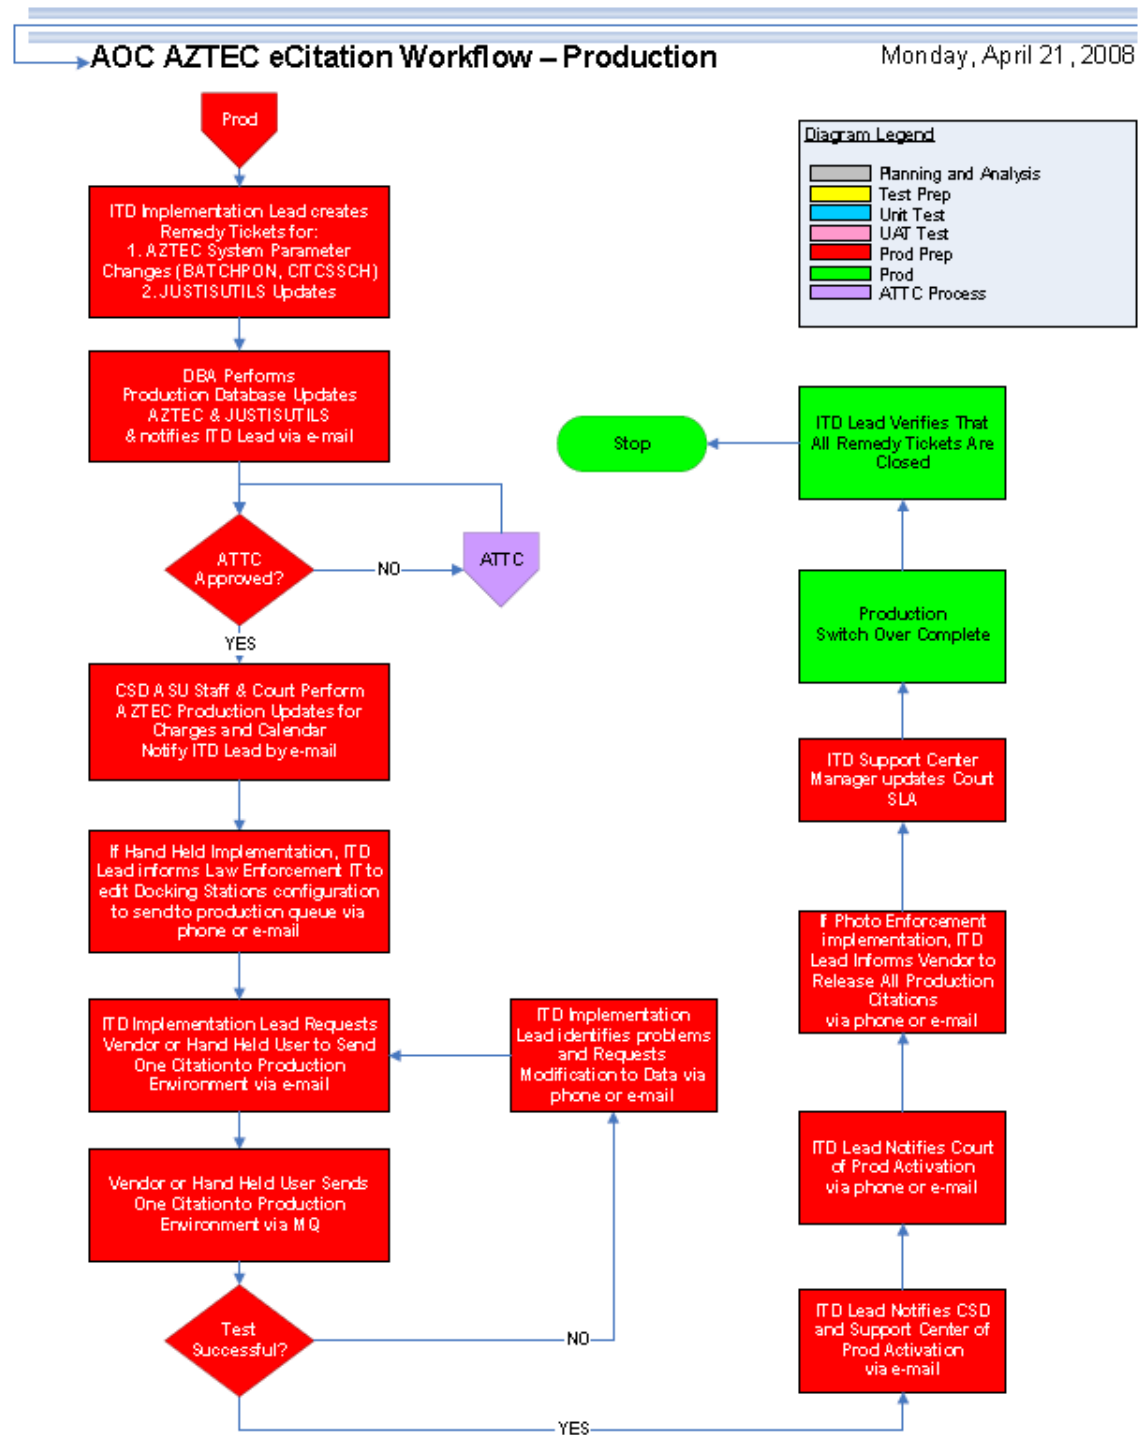 AOC AZTEC eCitation Workflow – Production
Monday, April 21, 2008
Prod
ITD Implementation Lead creates
Remedy Tickets for:
1. AZTEC System Parameter
Changes (BATCHPON, CITCSSCH)
2. JUSTISUTILS Updates
DBA Performs
Production Database Updates
AZTEC & JUSTISUTILS
& notifies ITD Lead via e-mail
ATTC
Approved?
NO
ATTC
YES
CSD ASU Staff & Court Perform
AZTEC Production Updates for
Charges and Calendar
Notify ITD Lead by e-mail
If Hand Held Implementation, ITD
Lead informs Law Enforcement IT to
edit Docking Stations configuration
to send to production queue via
phone or e-mail
ITD Implementation Lead Requests
Vendor or Hand Held User to Send
One Citation to Production
Environment via e-mail
ITD Implementation
Lead identifies problems
and Requests
Modification to Data via
phone or e-mail
Vendor or Hand Held User Sends
One Citation to Production
Environment via MQ
Test
Successful?
NO
YES
Diagram Legend
Planning and Analysis
Test Prep
Unit Test
UAT Test
Prod Prep
Prod
ATTC Process
ITD Lead Verifies That
All Remedy Tickets Are
Closed
Stop
Production
Switch Over Complete
ITD Support Center
Manager updates Court
SLA
If Photo Enforcement
implementation, ITD
Lead Informs Vendor to
Release All Production
Citations
via phone or e-mail
ITD Lead Notifies Court
of Prod Activation
via phone or e-mail
ITD Lead Notifies CSD
and Support Center of
Prod Activation
via e-mail